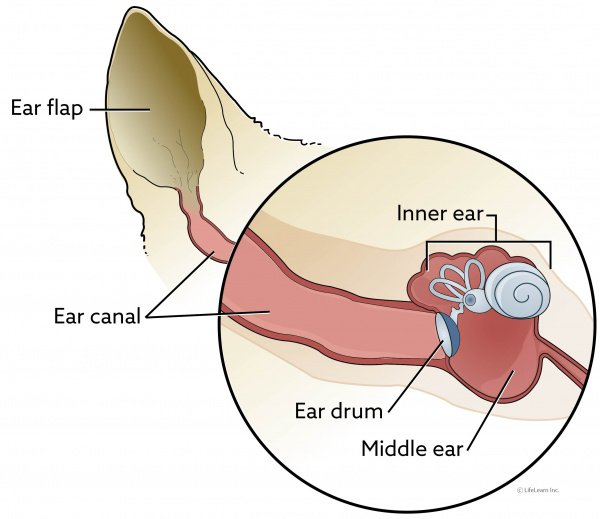 Ear flap
Inner ear
Ear canal
Ear drum
Middle ear
© LifeLearn Inc.